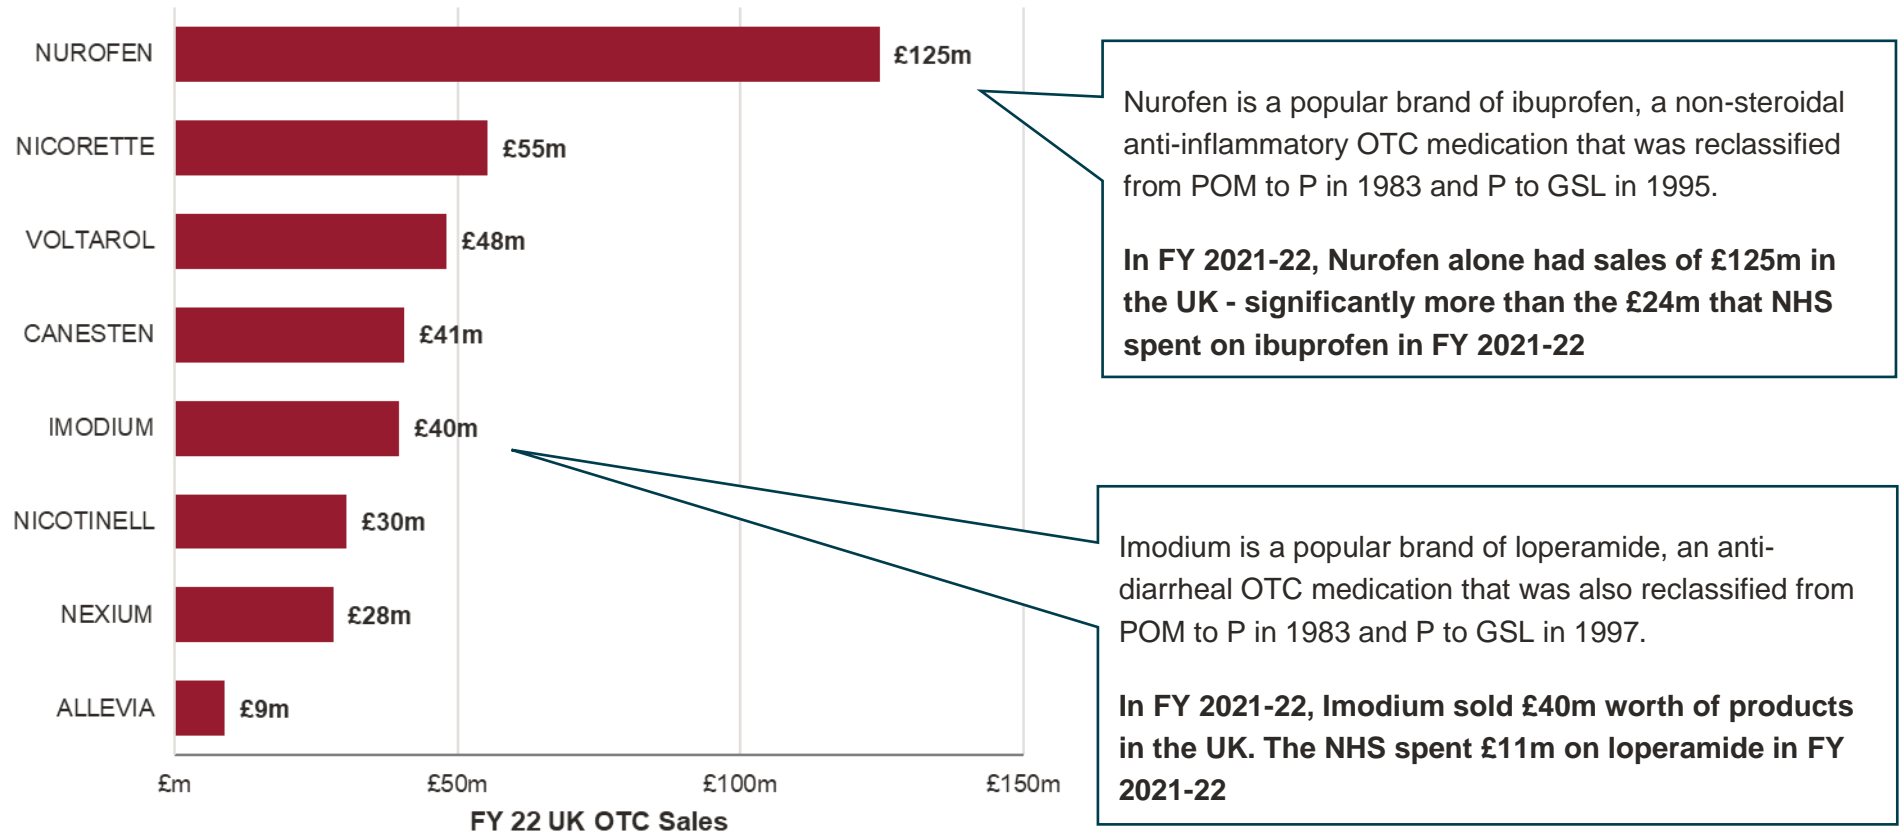 NUROFEN
£125m
NICORETTE
£55m
VOLTAROL
£48m
CANESTEN
£41m
IMODIUM
£40m
NICOTINELL
£30m
NEXIUM
£28m
ALLEVIA
£9m
£m
£50m
£100m
£150m
FY 22 UK OTC Sales
Nurofen is a popular brand of ibuprofen, a non-steroidal
anti-inflammatory OTC medication that was reclassified
from POM to P in 1983 and P to GSL in 1995.
In FY 2021-22, Nurofen alone had sales of £125m in
the UK - significantly more than the £24m that NHS
spent on ibuprofen in FY 2021-22
Imodium is a popular brand of loperamide, an anti-
diarrheal OTC medication that was also reclassified from
POM to P in 1983 and P to GSL in 1997.
In FY 2021-22, Imodium sold £40m worth of products
in the UK. The NHS spent £11m on loperamide in FY
2021-22